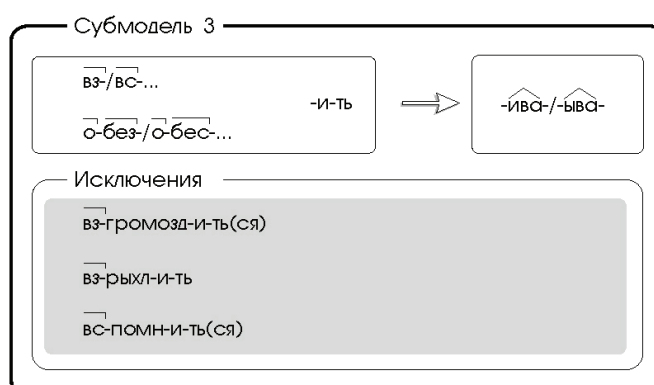 Субмодель 3
вз-/вс-...
-и-ть
-ива-/-ыва-
о-без-/о-бес-...
Исключения
вз-громозд-и-ть(ся)
вз-рыхл-и-ть
вс-помн-и-ть(ся)